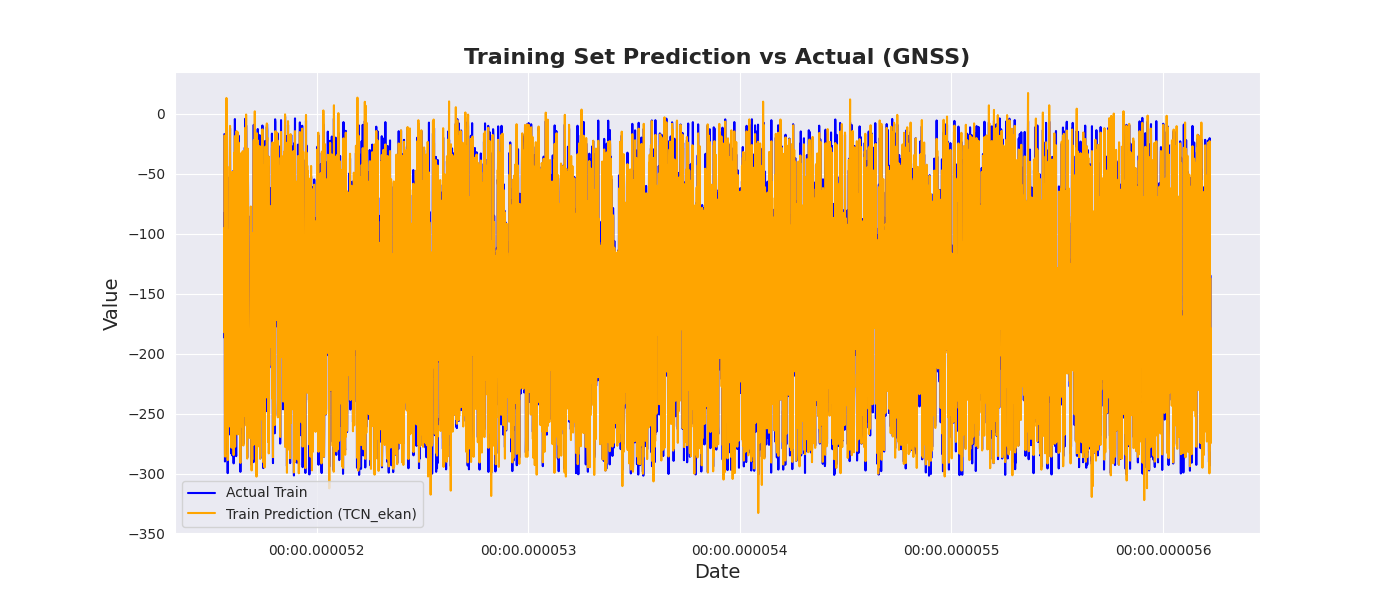 Training Set Prediction vs Actual (GNSS)
Value
0
−50
−100
−150
−200
−250
−300
−350
Actual Train
Train Prediction (TCN_ekan)
00:00.000052 00:00.000053 00:00.000054 00:00.000055 00:00.000056
Date